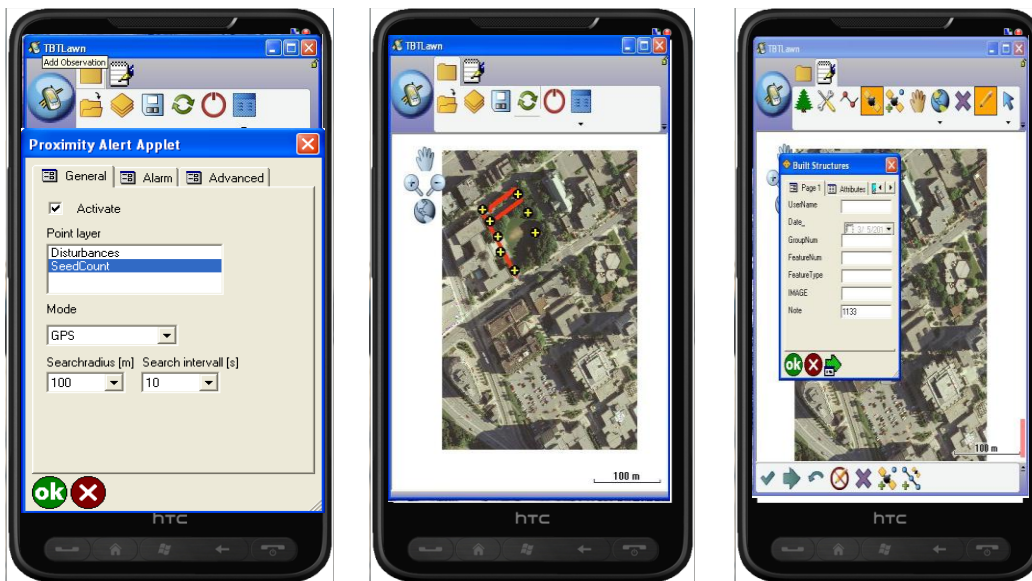 TBTLawn
Add Observation
Proximity Alert Applet
General Alarm Advanced
Activate
Point layer
Disturbances
SeedCount
Mode
GPS
Searchradius [m] Search intervall [s]
100 10
ok
hTC
TBTLawn
100 m
hTC
TBTLawn
Built Structures
Page 1 Attributes
UserName
Date_
GroupNum
FeatureNum
FeatureType
IMAGE
Note 1133
ok
100 m
hTC